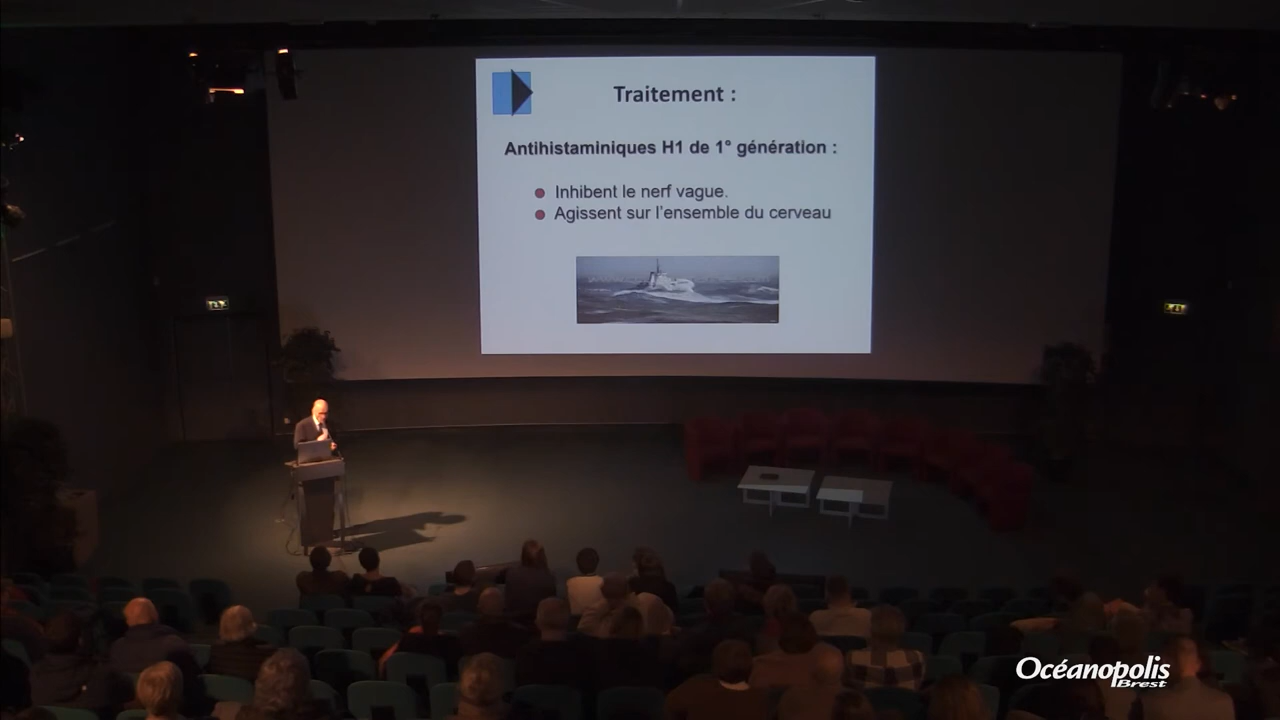 Traitement :
Antihistaminiques H1 de 1° génération :
Inhibent le nerf vague.
Agissent sur l'ensemble du cerveau
Océanopolis
Brest